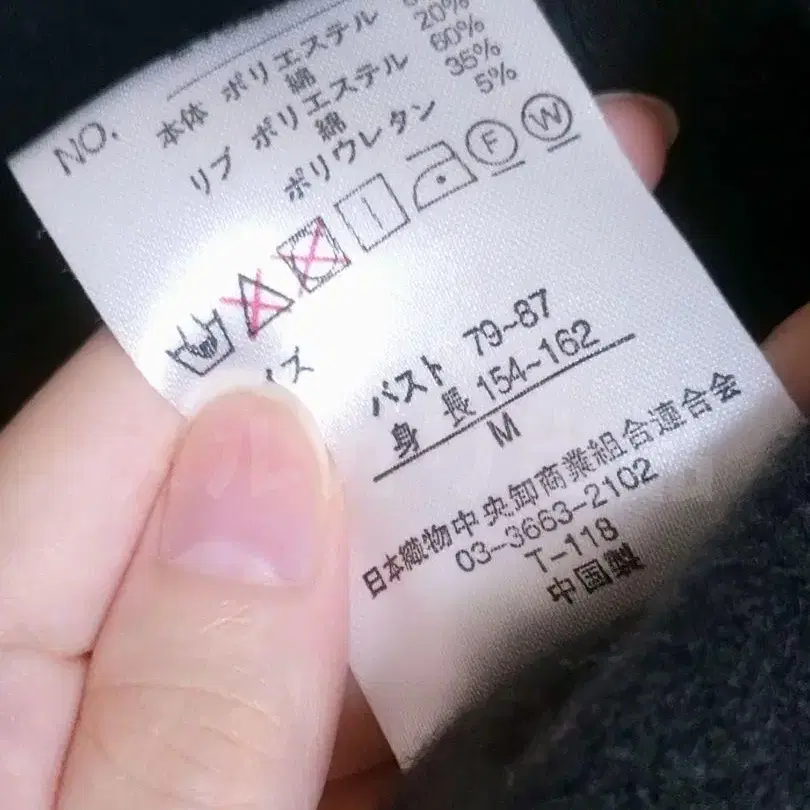 NO.
本体 ポリエステル
綿 20%
リブ ポリエステル 60%
綿 35%
ポリウレタン 5%
F W
イズ
バスト 79~87
身長 154~162
M
日本織物中央卸商業組合連合会
03-3663-2102
T-118
中国製